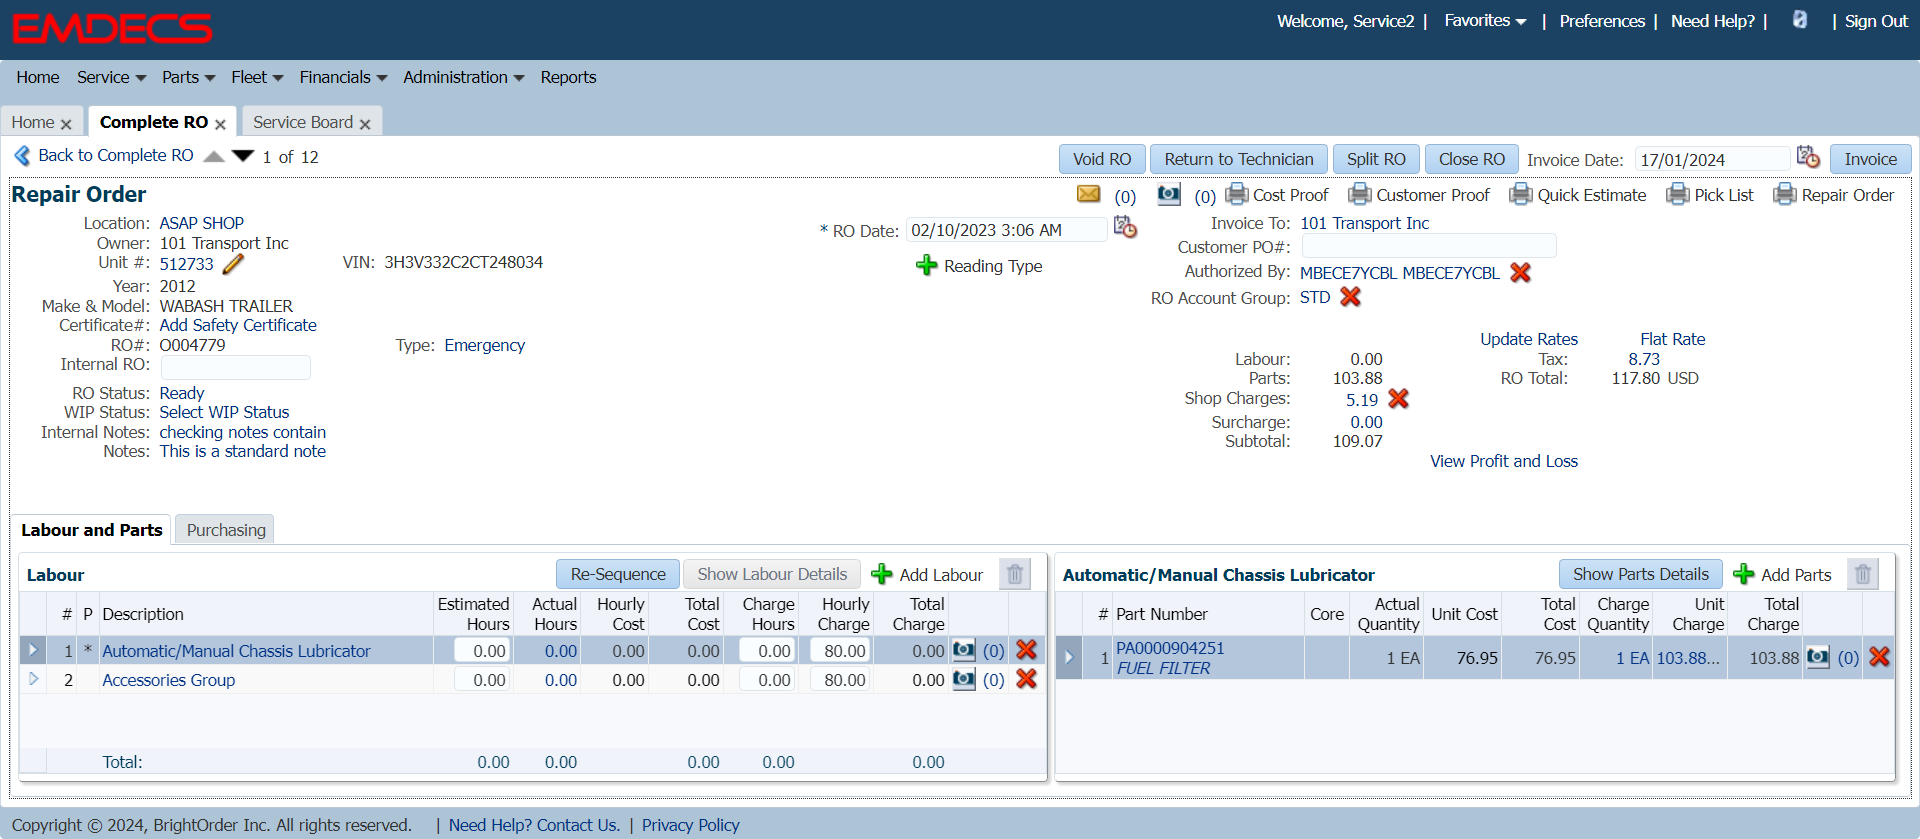 EMDECS
Welcome, Service2 | Favorites | Preferences | Need Help? | | Sign Out
Home Service Parts Fleet Financials Administration Reports
Home Complete RO Service Board
Back to Complete RO 1 of 12 Void RO Return to Technician Split RO Close RO Invoice Date: 17/01/2024 Invoice
Repair Order (0) (0) Cost Proof Customer Proof Quick Estimate Pick List Repair Order
Location: ASAP SHOP
Owner: 101 Transport Inc
Unit #: 512733 VIN: 3H3V332C2CT248034
Year: 2012
Make & Model: WABASH TRAILER
Certificate#: Add Safety Certificate
RO#: O004779 Type: Emergency
Internal RO:
RO Status: Ready
WIP Status: Select WIP Status
Internal Notes: checking notes contain
Notes: This is a standard note
* RO Date: 02/10/2023 3:06 AM
Reading Type
Invoice To: 101 Transport Inc
Customer PO#:
Authorized By: MBECE7YCBL MBECE7YCBL
RO Account Group: STD
Update Rates Flat Rate
Labour: 0.00 Tax: 8.73
Parts: 103.88 RO Total: 117.80 USD
Shop Charges: 5.19
Surcharge: 0.00
Subtotal: 109.07
View Profit and Loss
Labour and Parts Purchasing
Labour Re-Sequence Show Labour Details Add Labour
# P Description Estimated Hours Actual Hours Hourly Cost Total Cost Charge Hours Hourly Charge Total Charge
1 * Automatic/Manual Chassis Lubricator 0.00 0.00 0.00 0.00 0.00 80.00 0.00 (0)
2 Accessories Group 0.00 0.00 0.00 0.00 0.00 80.00 0.00 (0)
Total: 0.00 0.00 0.00 0.00 0.00
Automatic/Manual Chassis Lubricator Show Parts Details Add Parts
# Part Number Core Actual Quantity Unit Cost Total Cost Charge Quantity Unit Charge Total Charge
1 PA0000904251 1 EA 76.95 76.95 1 EA 103.88... 103.88 (0)
FUEL FILTER
Copyright © 2024, BrightOrder Inc. All rights reserved. | Need Help? Contact Us. | Privacy Policy